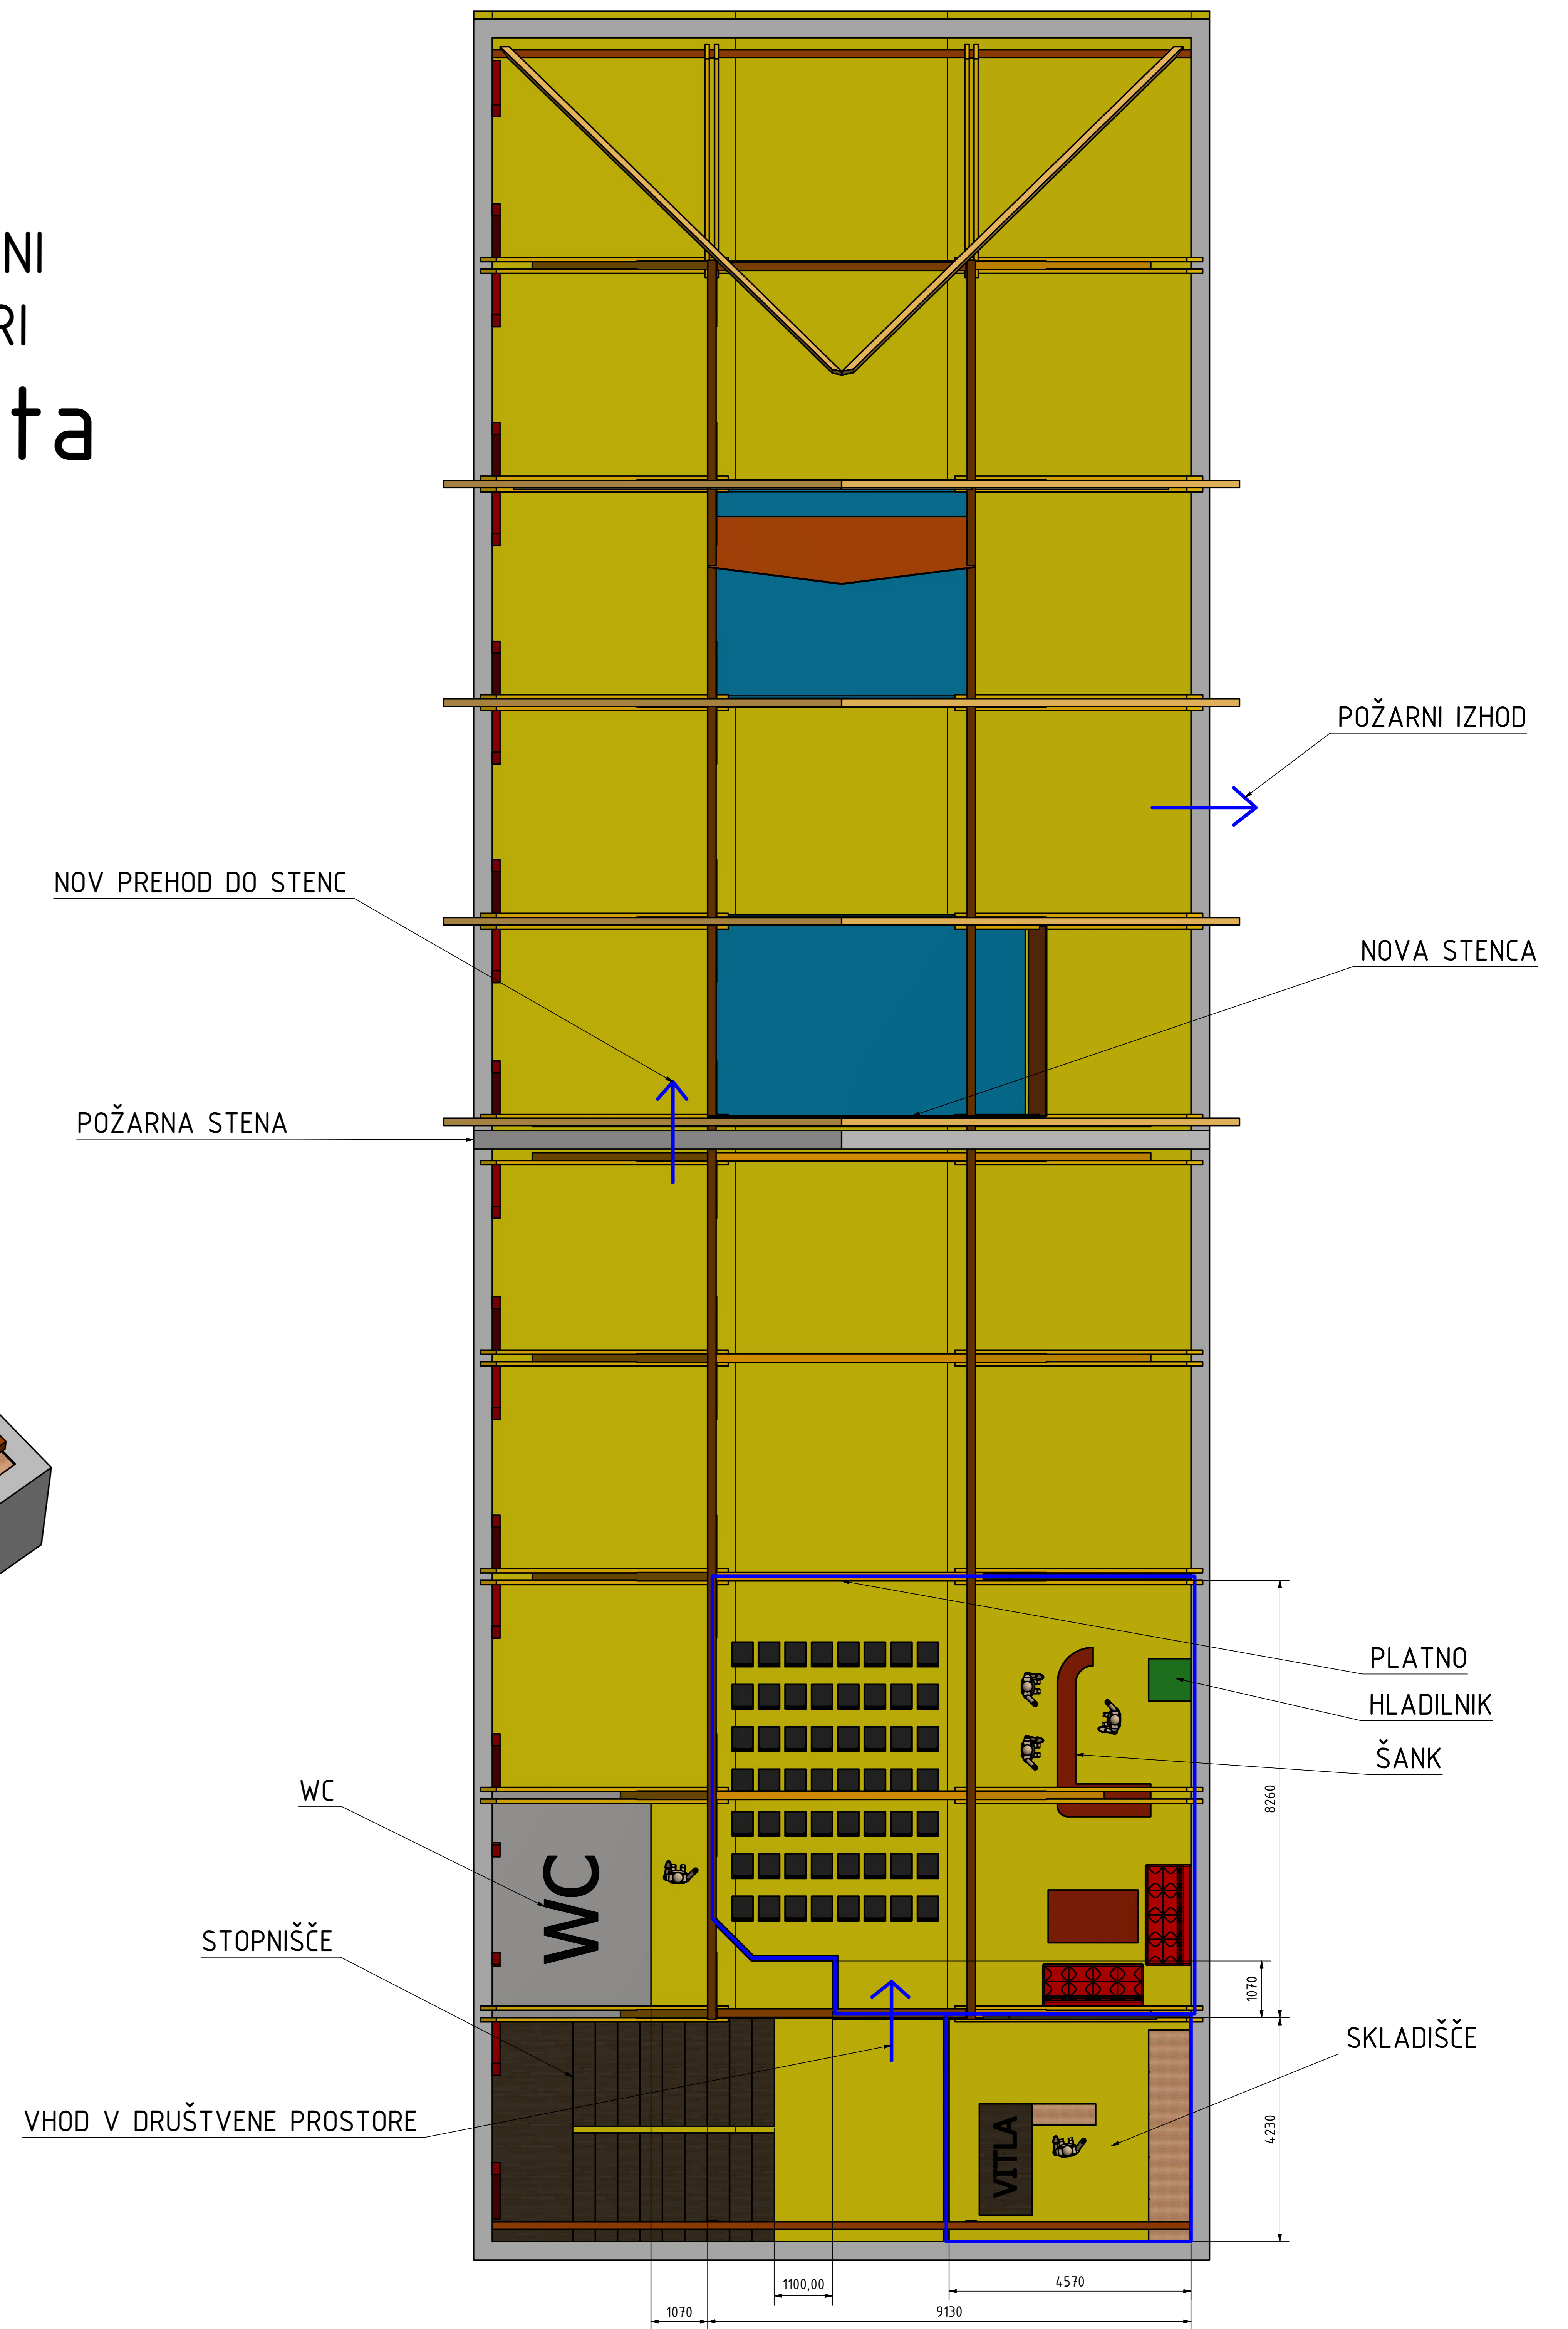 NI
RI
ta
POŽARNI IZHOD
NOV PREHOD DO STENC
NOVA STENCA
POŽARNA STENA
PLATNO
HLADILNIK
ŠANK
8260
WC
WC
STOPNIŠČE
1070
SKLADIŠČE
VHOD V DRUŠTVENE PROSTORE
VITLA
4230
1100,00
4570
1070
9130